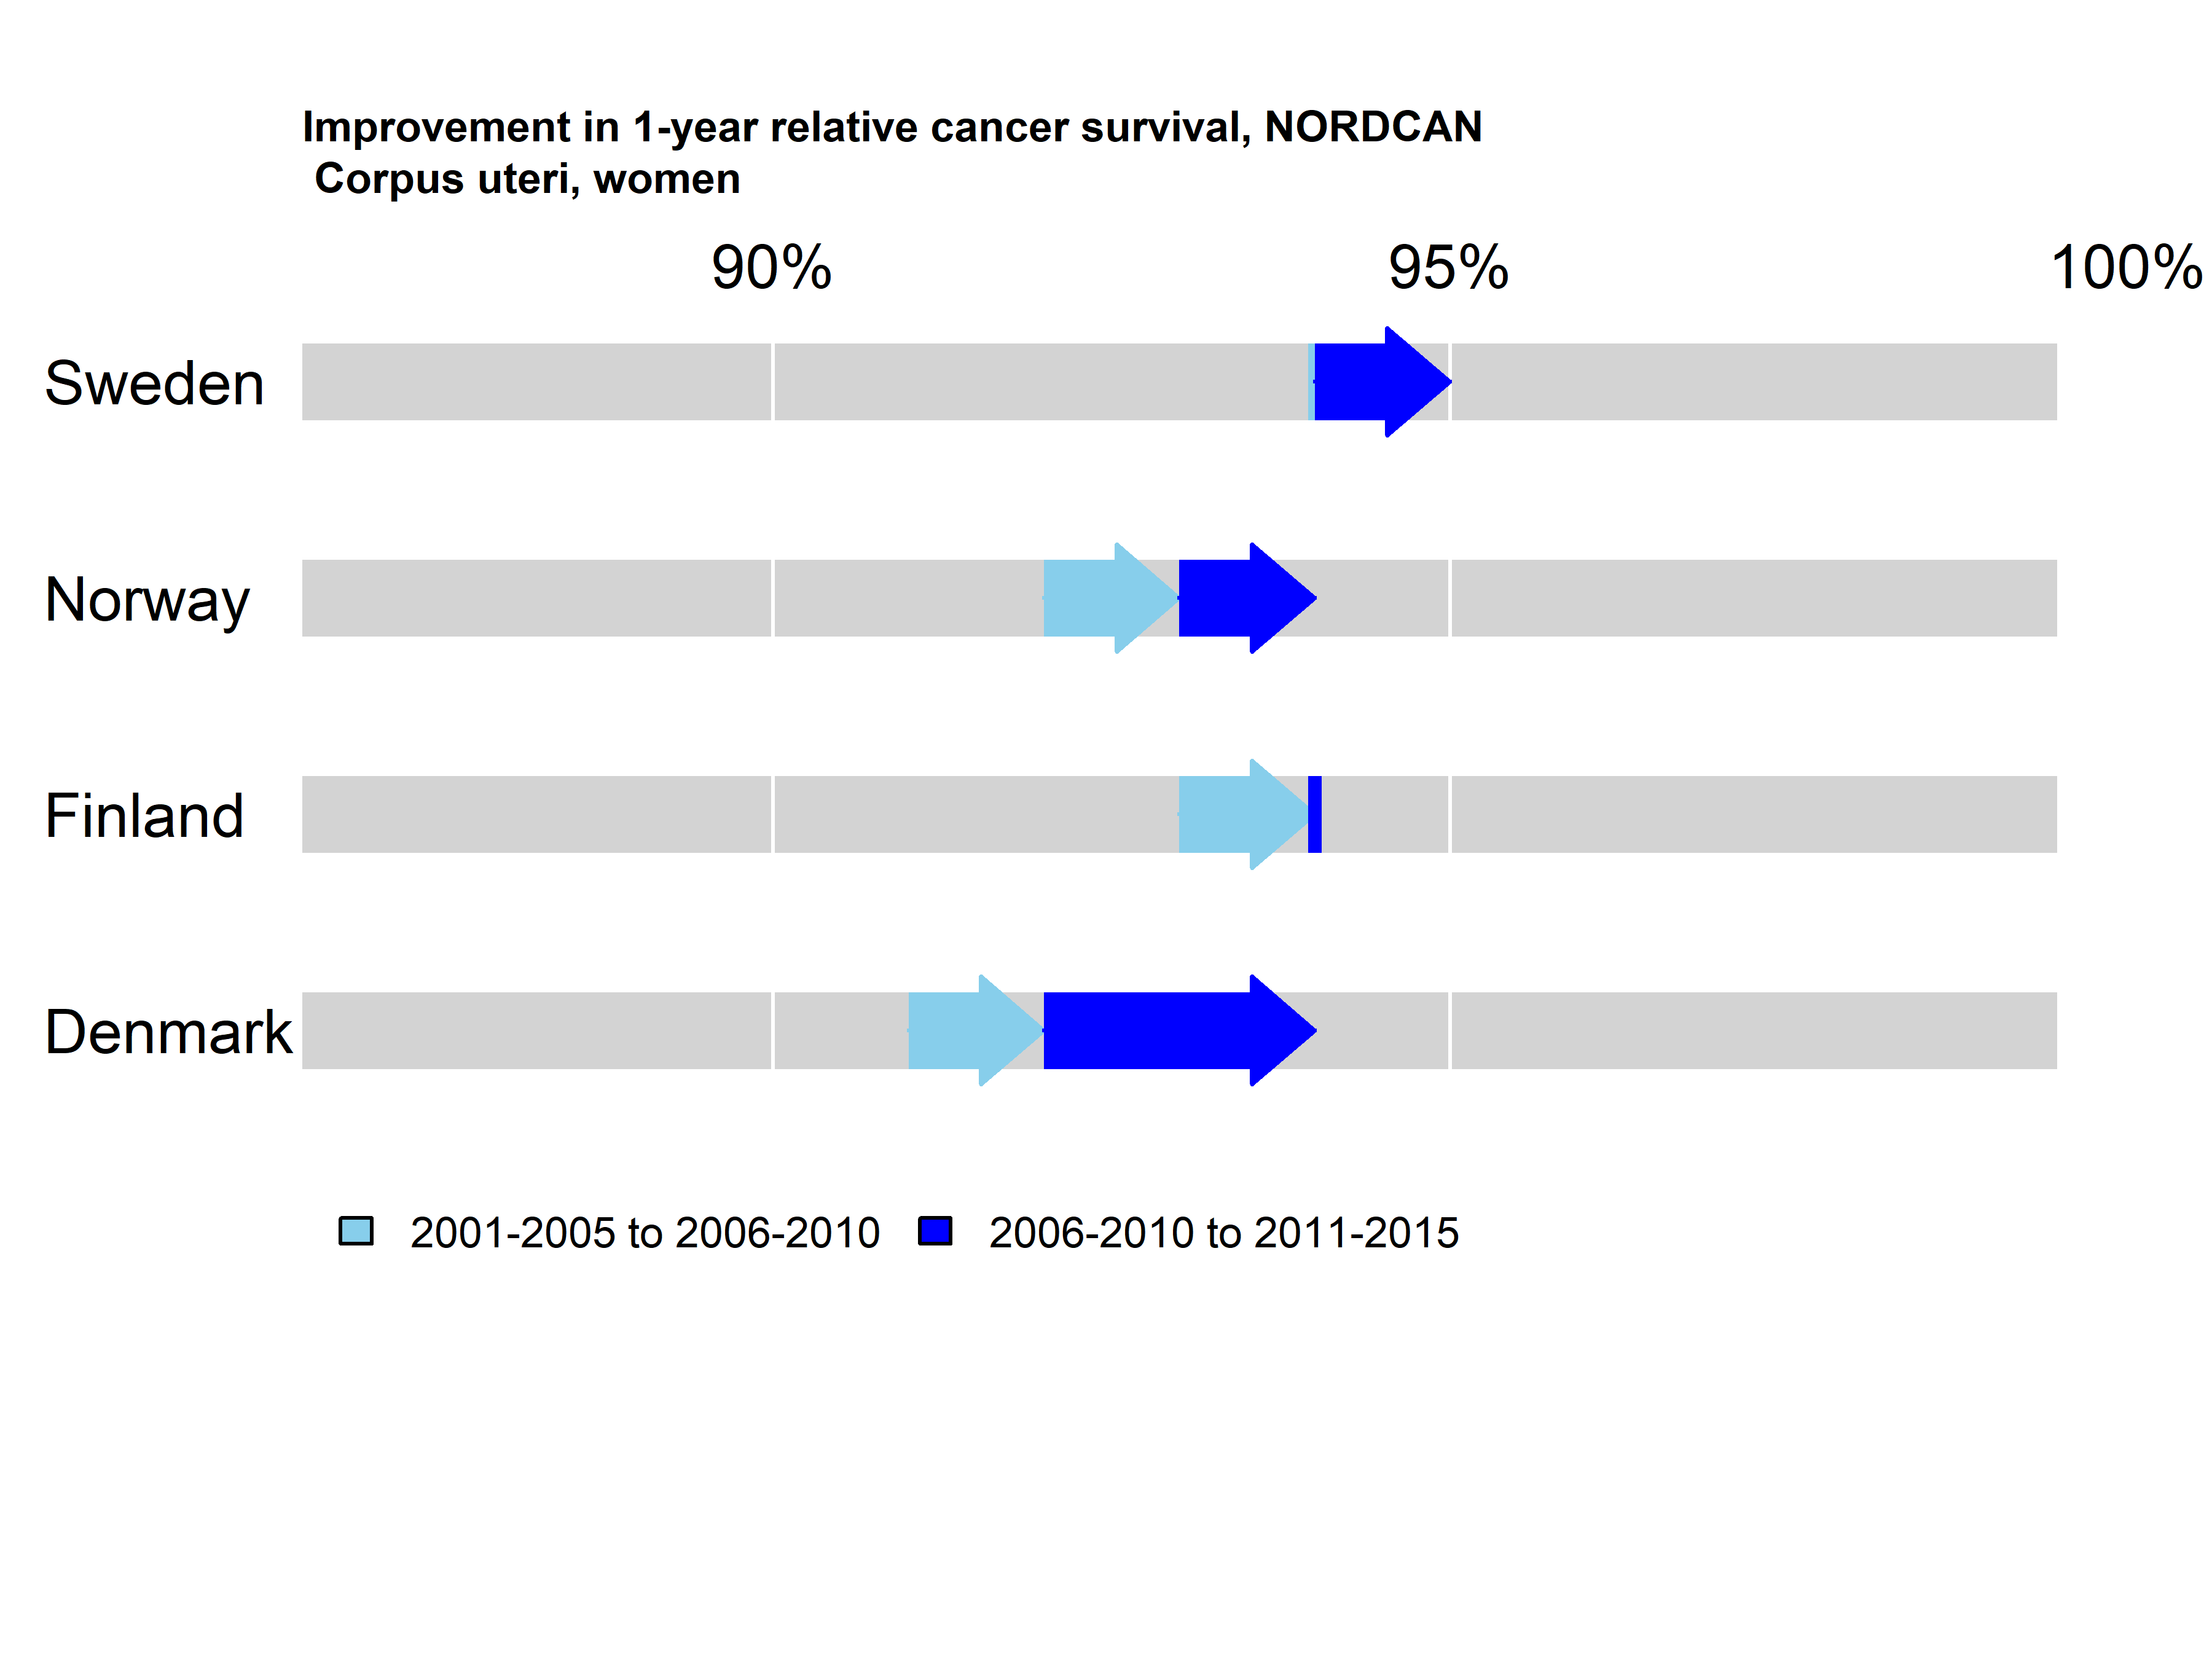 Improvement in 1-year relative cancer survival, NORDCAN
Corpus uteri, women
90% 95% 100%
Sweden
Norway
Finland
Denmark
2001-2005 to 2006-2010 2006-2010 to 2011-2015